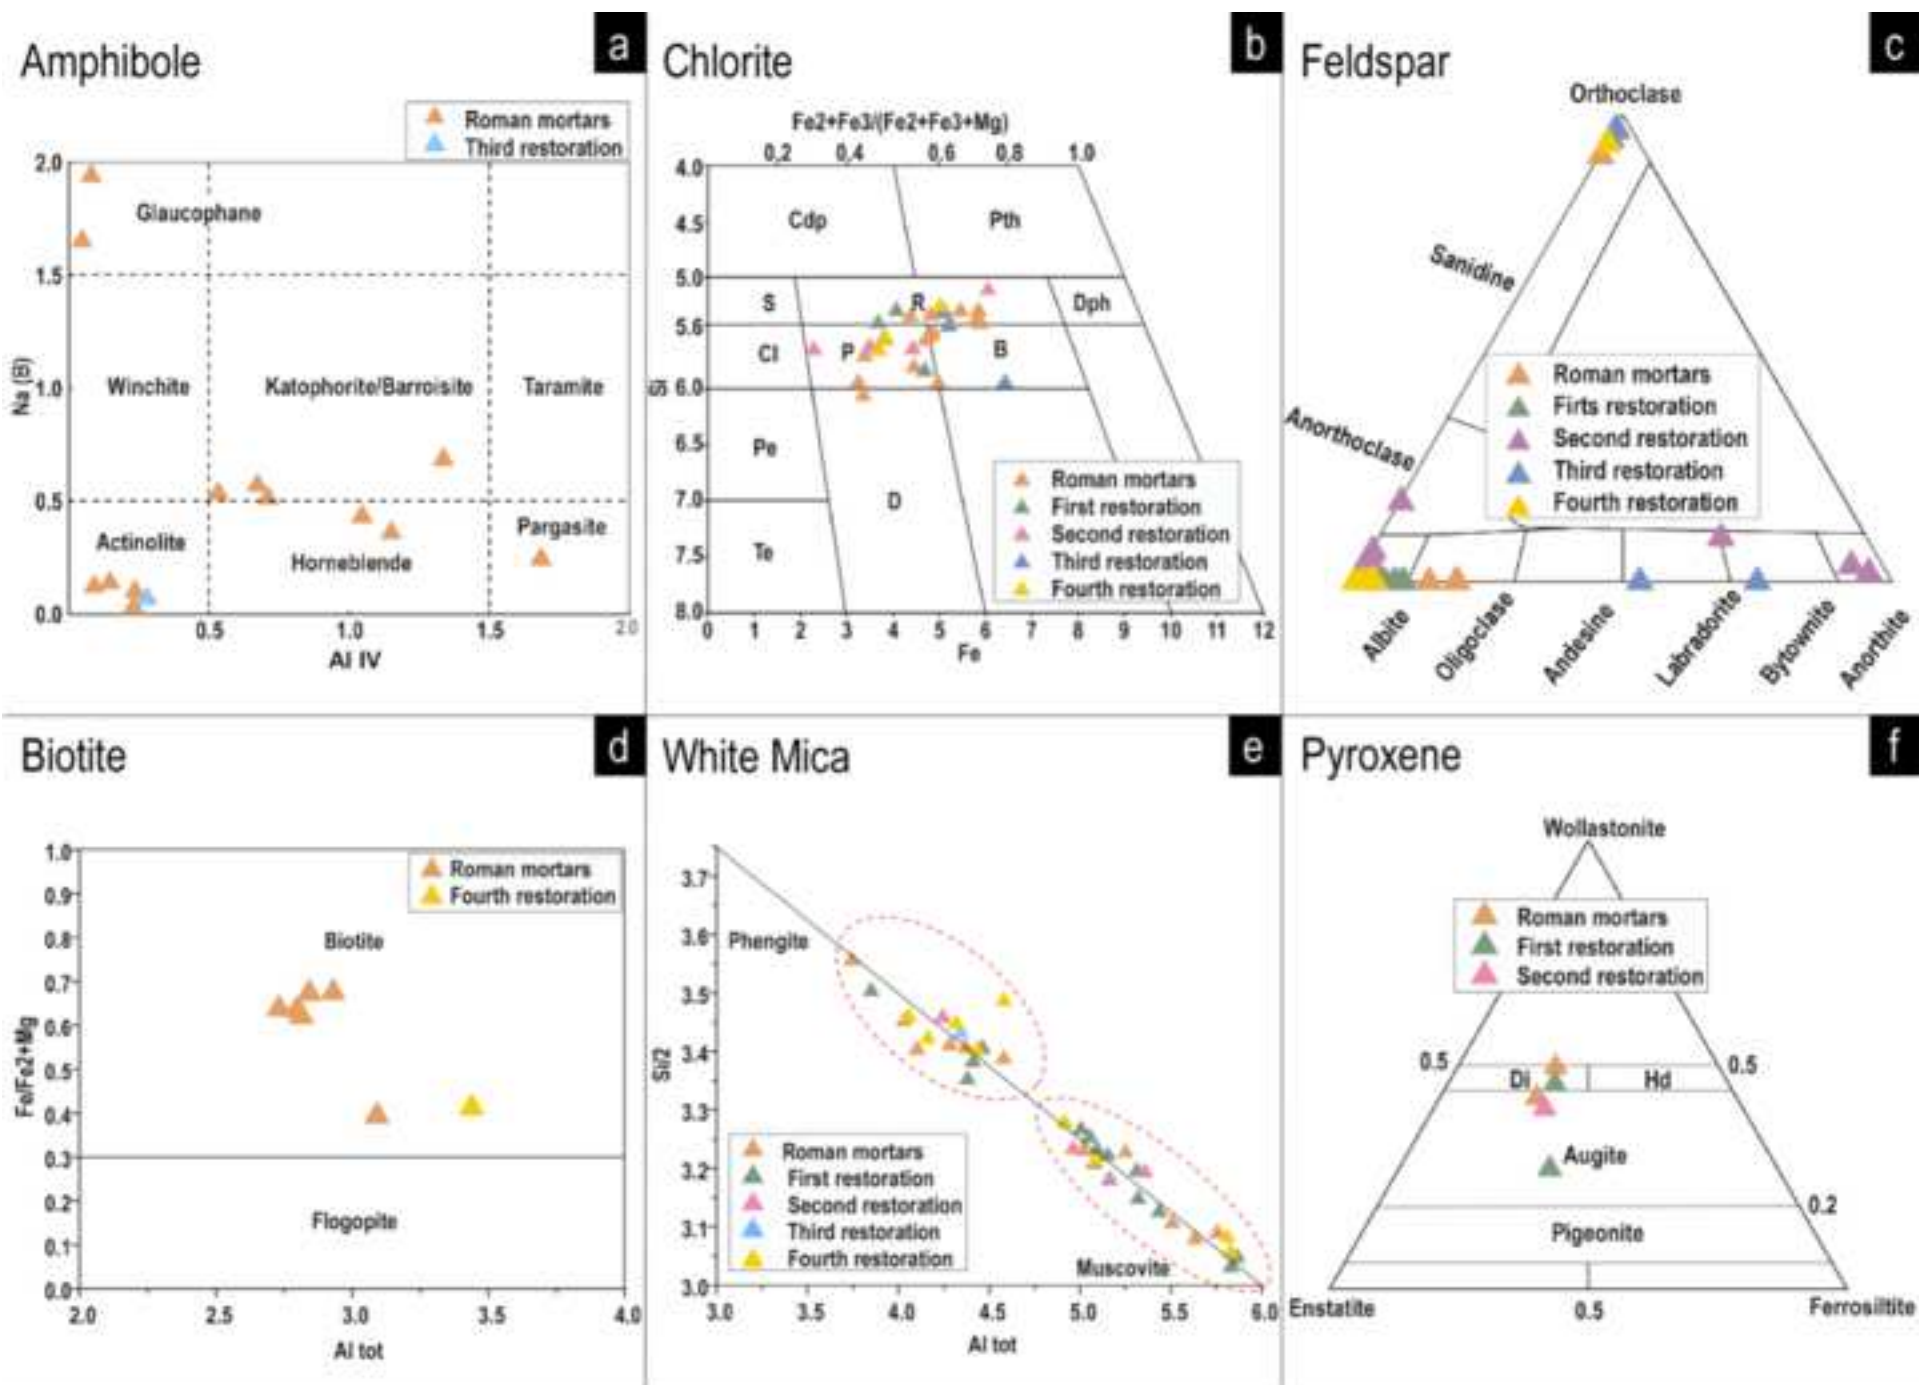 Amphibole
a
Roman mortars
Third restoration
2.0
Glaucophane
1.5
Na (B)
Winchite
Katophorite/Barroisite
Taramite
1.0
0.5
Actinolite
Horneblende
Pargasite
0.0
0.5
1.0
1.5
2.0
Al IV
Chlorite
b
Fe2+Fe3/(Fe2+Fe3+Mg)
0,2
0,4
0,6
0,8
1.0
4.0
Cdp
Pth
4.5
5.0
S
R
Dph
5.6
Cl
P
B
Si
6.0
6.5
Pe
7.0
D
7.5
Te
8.0
Roman mortars
First restoration
Second restoration
Third restoration
Fourth restoration
0 1 2 3 4 5 6 7 8 9 10 11 12
Fe
Feldspar
c
Orthoclase
Sanidine
Anorthoclase
Roman mortars
Firts restoration
Second restoration
Third restoration
Fourth restoration
Albite
Oligoclase
Andesine
Labradorite
Bytownite
Anorthite
Biotite
d
Roman mortars
Fourth restoration
1.0
0.9
0.8
0.7
0.6
0.5
0.4
0.3
0.2
0.1
0.0
Fe/Fe2+Mg
Biotite
Flogopite
2.0 2.5 3.0 3.5 4.0
Al tot
White Mica
e
3.7
3.6
3.5
3.4
3.3
3.2
3.1
3.0
Si/2
Phengite
Muscovite
Roman mortars
First restoration
Second restoration
Third restoration
Fourth restoration
3.0 3.5 4.0 4.5 5.0 5.5 6.0
Al tot
Pyroxene
f
Wollastonite
Roman mortars
First restoration
Second restoration
0.5
0.5
Di
Hd
Augite
0.2
Pigeonite
Enstatite
0.5
Ferrosiltite